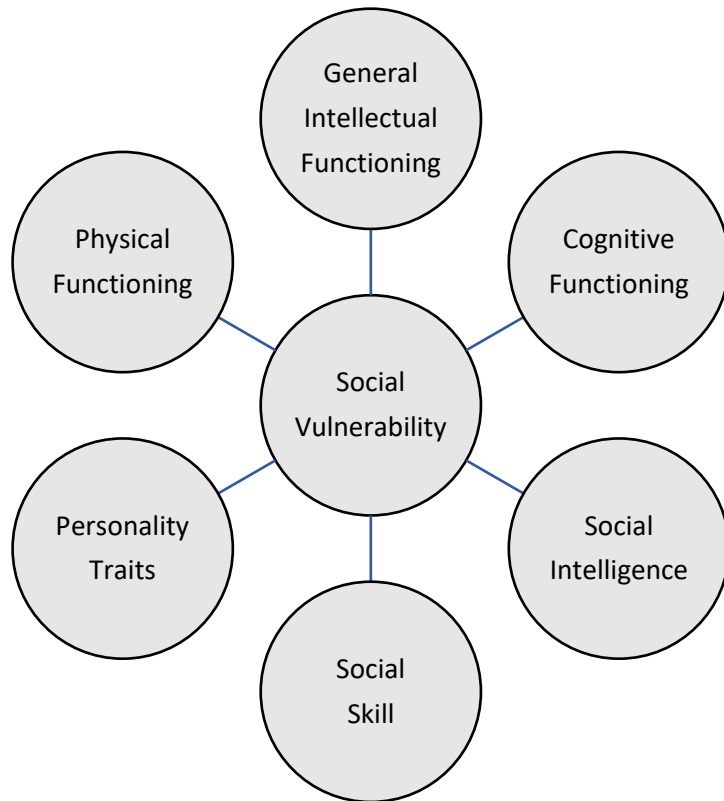 General
Intellectual
Functioning
Physical
Functioning
Cognitive
Functioning
Social
Vulnerability
Personality
Traits
Social
Intelligence
Social
Skill